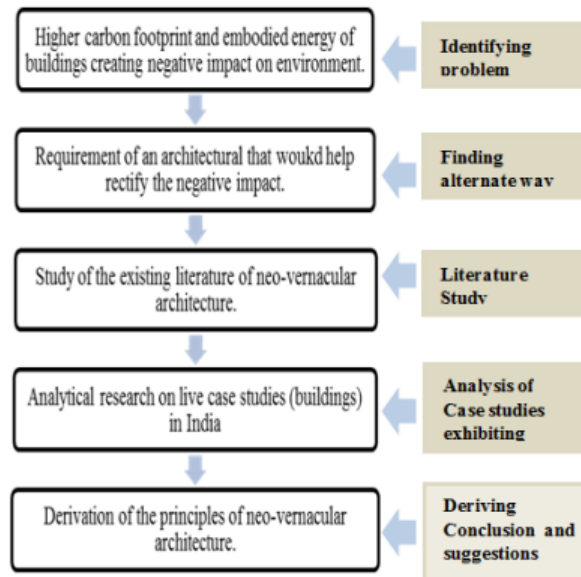 Higher carbon footprint and embodied energy of
buildings creating negative impact on environment.
Identifying
problem
Requirement of an architectural that woukd help
rectify the negative impact.
Finding
alternate way
Study of the existing literature of neo-vernacular
architecture.
Literature
Study
Analytical research on live case studies (buildings)
in India
Analysis of
Case studies
exhibiting
Derivation of the principles of neo-vernacular
architecture.
Deriving
Conclusion and
suggestions